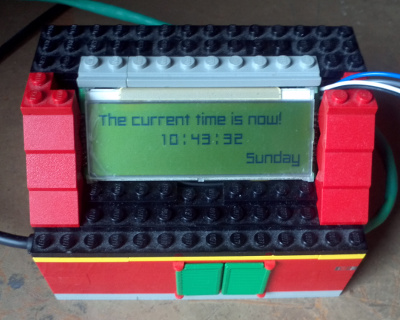 The current time is now!
10:43:32
Sunday